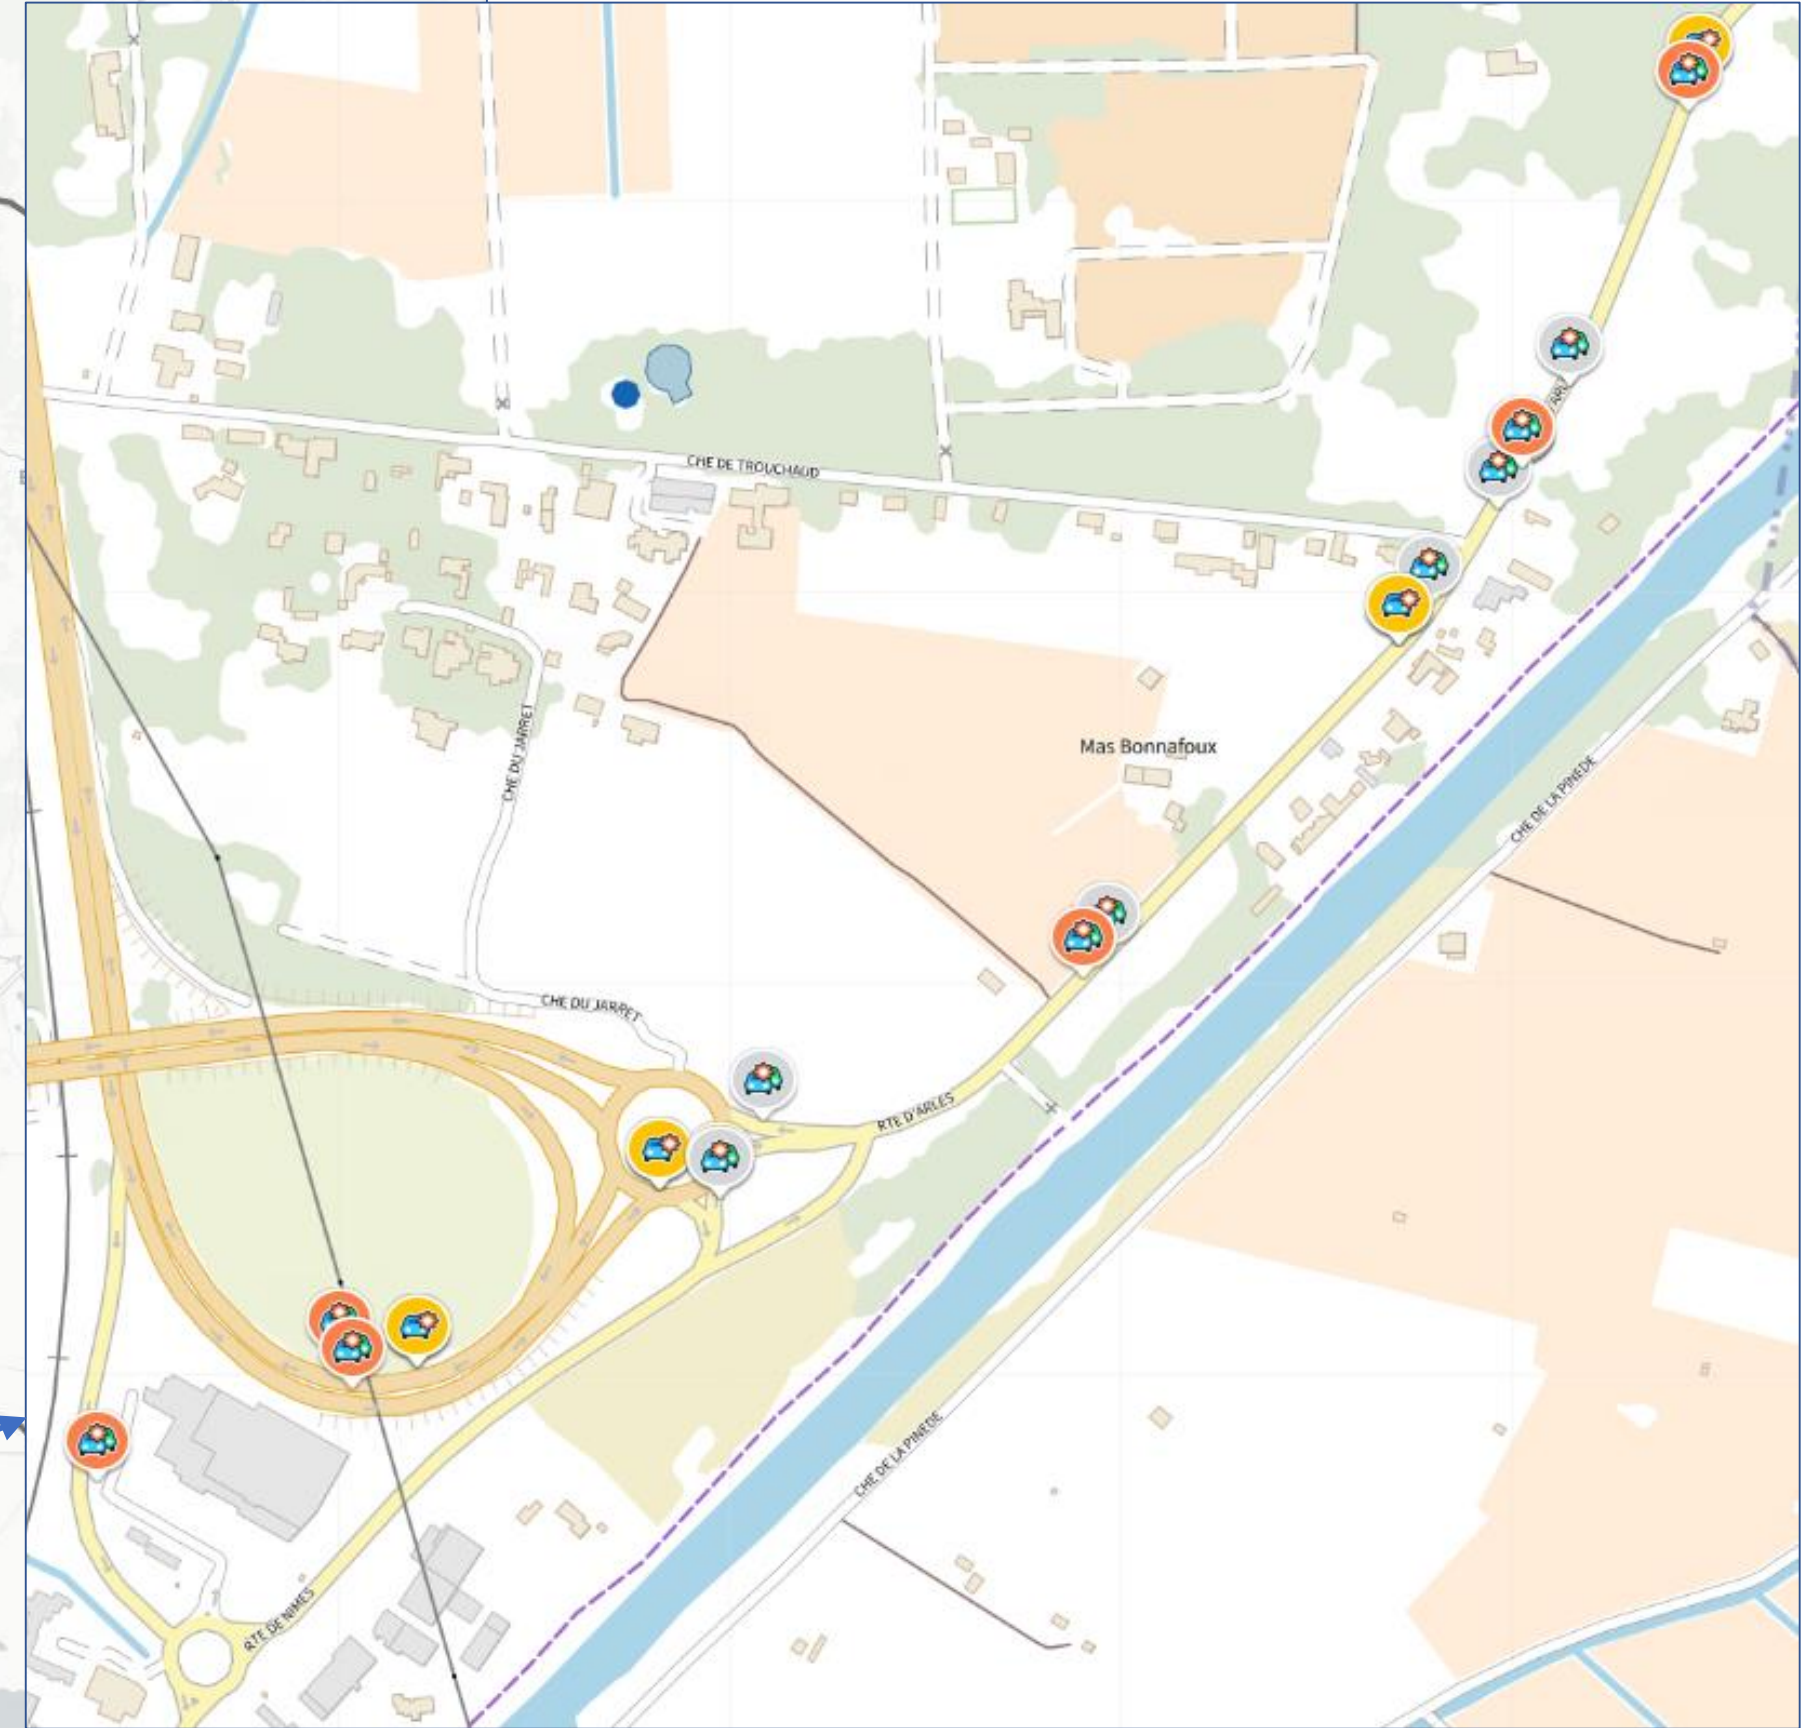 CHE DE TROUCHAUD
CHE DU JARRET
Mas Bonnafoux
CHE DE LA PINEDE
CHE DU JARRET
RTE D'ARLES
CHE DE LA PINEDE
RTE DE NIMES